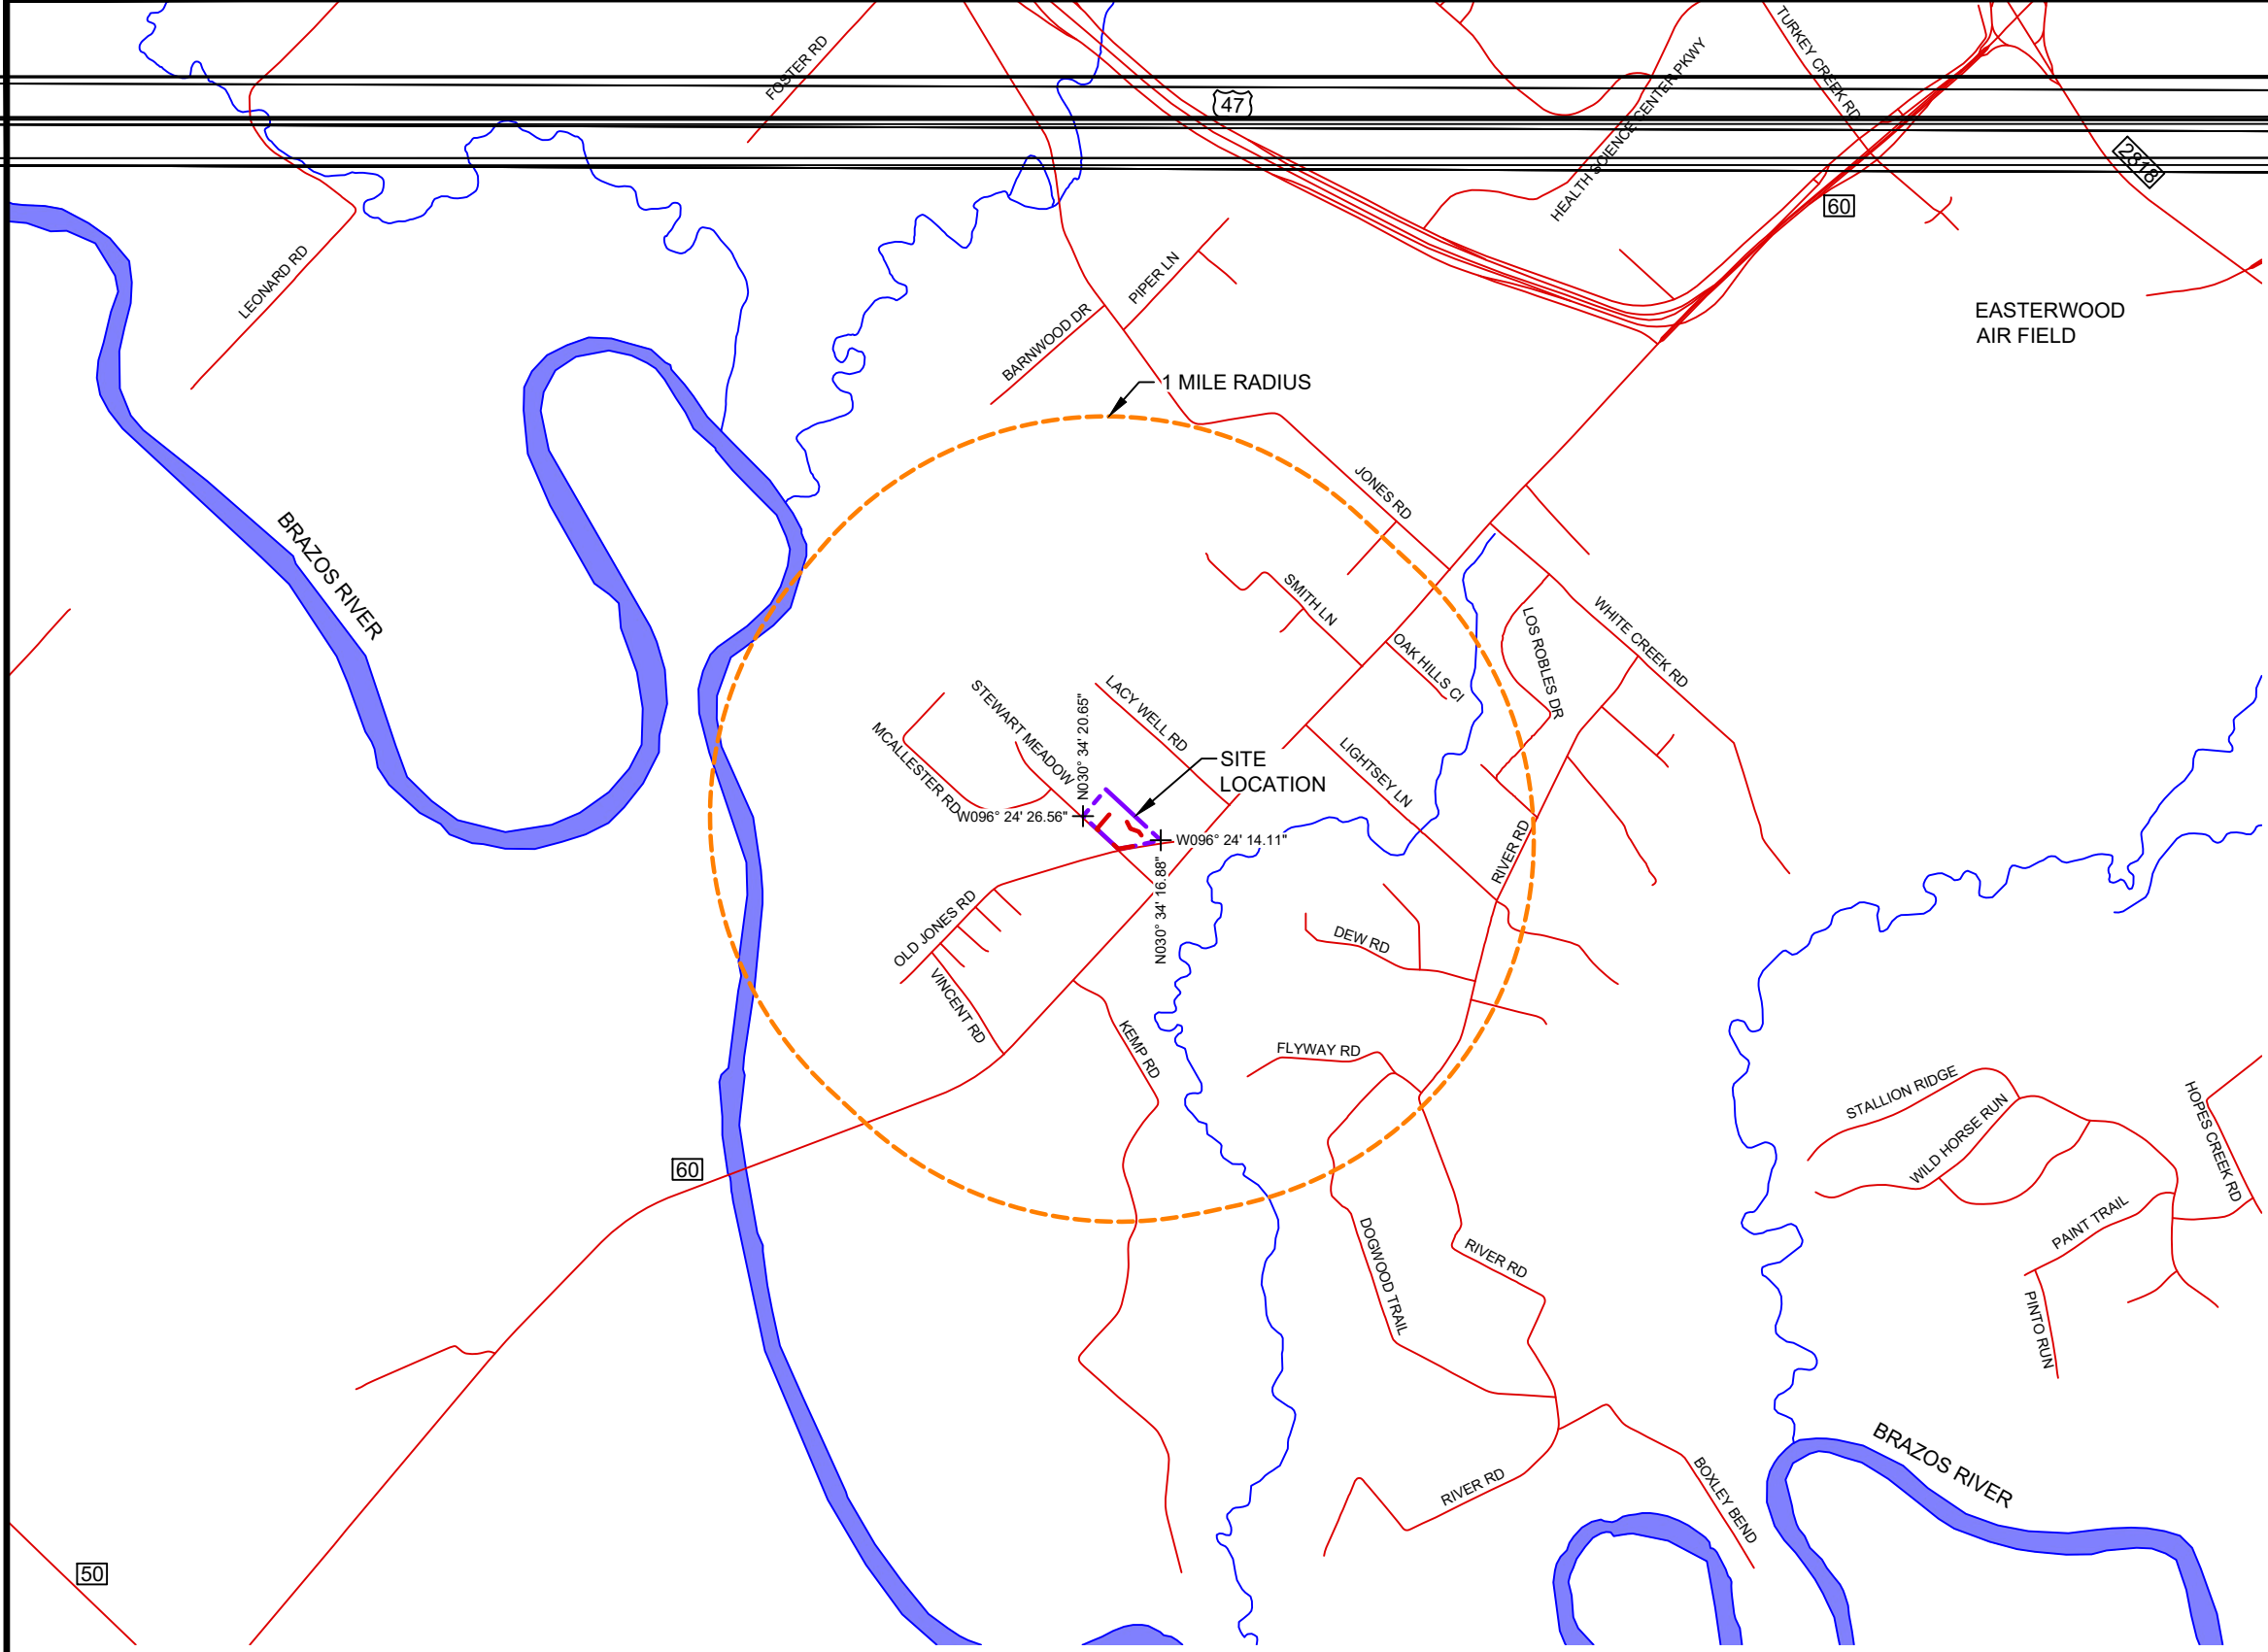 FOSTER RD
47
HEALTH SCIENCE CENTER PKWY
TURKEY CREEK RD
2818
60
LEONARD RD
PIPER LN
BARNWOOD DR
EASTERWOOD
AIR FIELD
1 MILE RADIUS
JONES RD
BRAZOS RIVER
SMITH LN
OAK HILLS CI
LOS ROBLES DR
WHITE CREEK RD
STEWART MEADOW
LACY WELL RD
MCALLESTER RD
N030° 34' 20.65"
SITE
LOCATION
LIGHTSEY LN
W096° 24' 26.56"
W096° 24' 14.11"
RIVER RD
N030° 34' 16.88"
OLD JONES RD
DEW RD
VINCENT RD
KEMP RD
FLYWAY RD
STALLION RIDGE
WILD HORSE RUN
HOPES CREEK RD
60
PAINT TRAIL
DOGWOOD TRAIL
RIVER RD
PINTO RUN
BRAZOS RIVER
RIVER RD
BOXLEY BEND
50